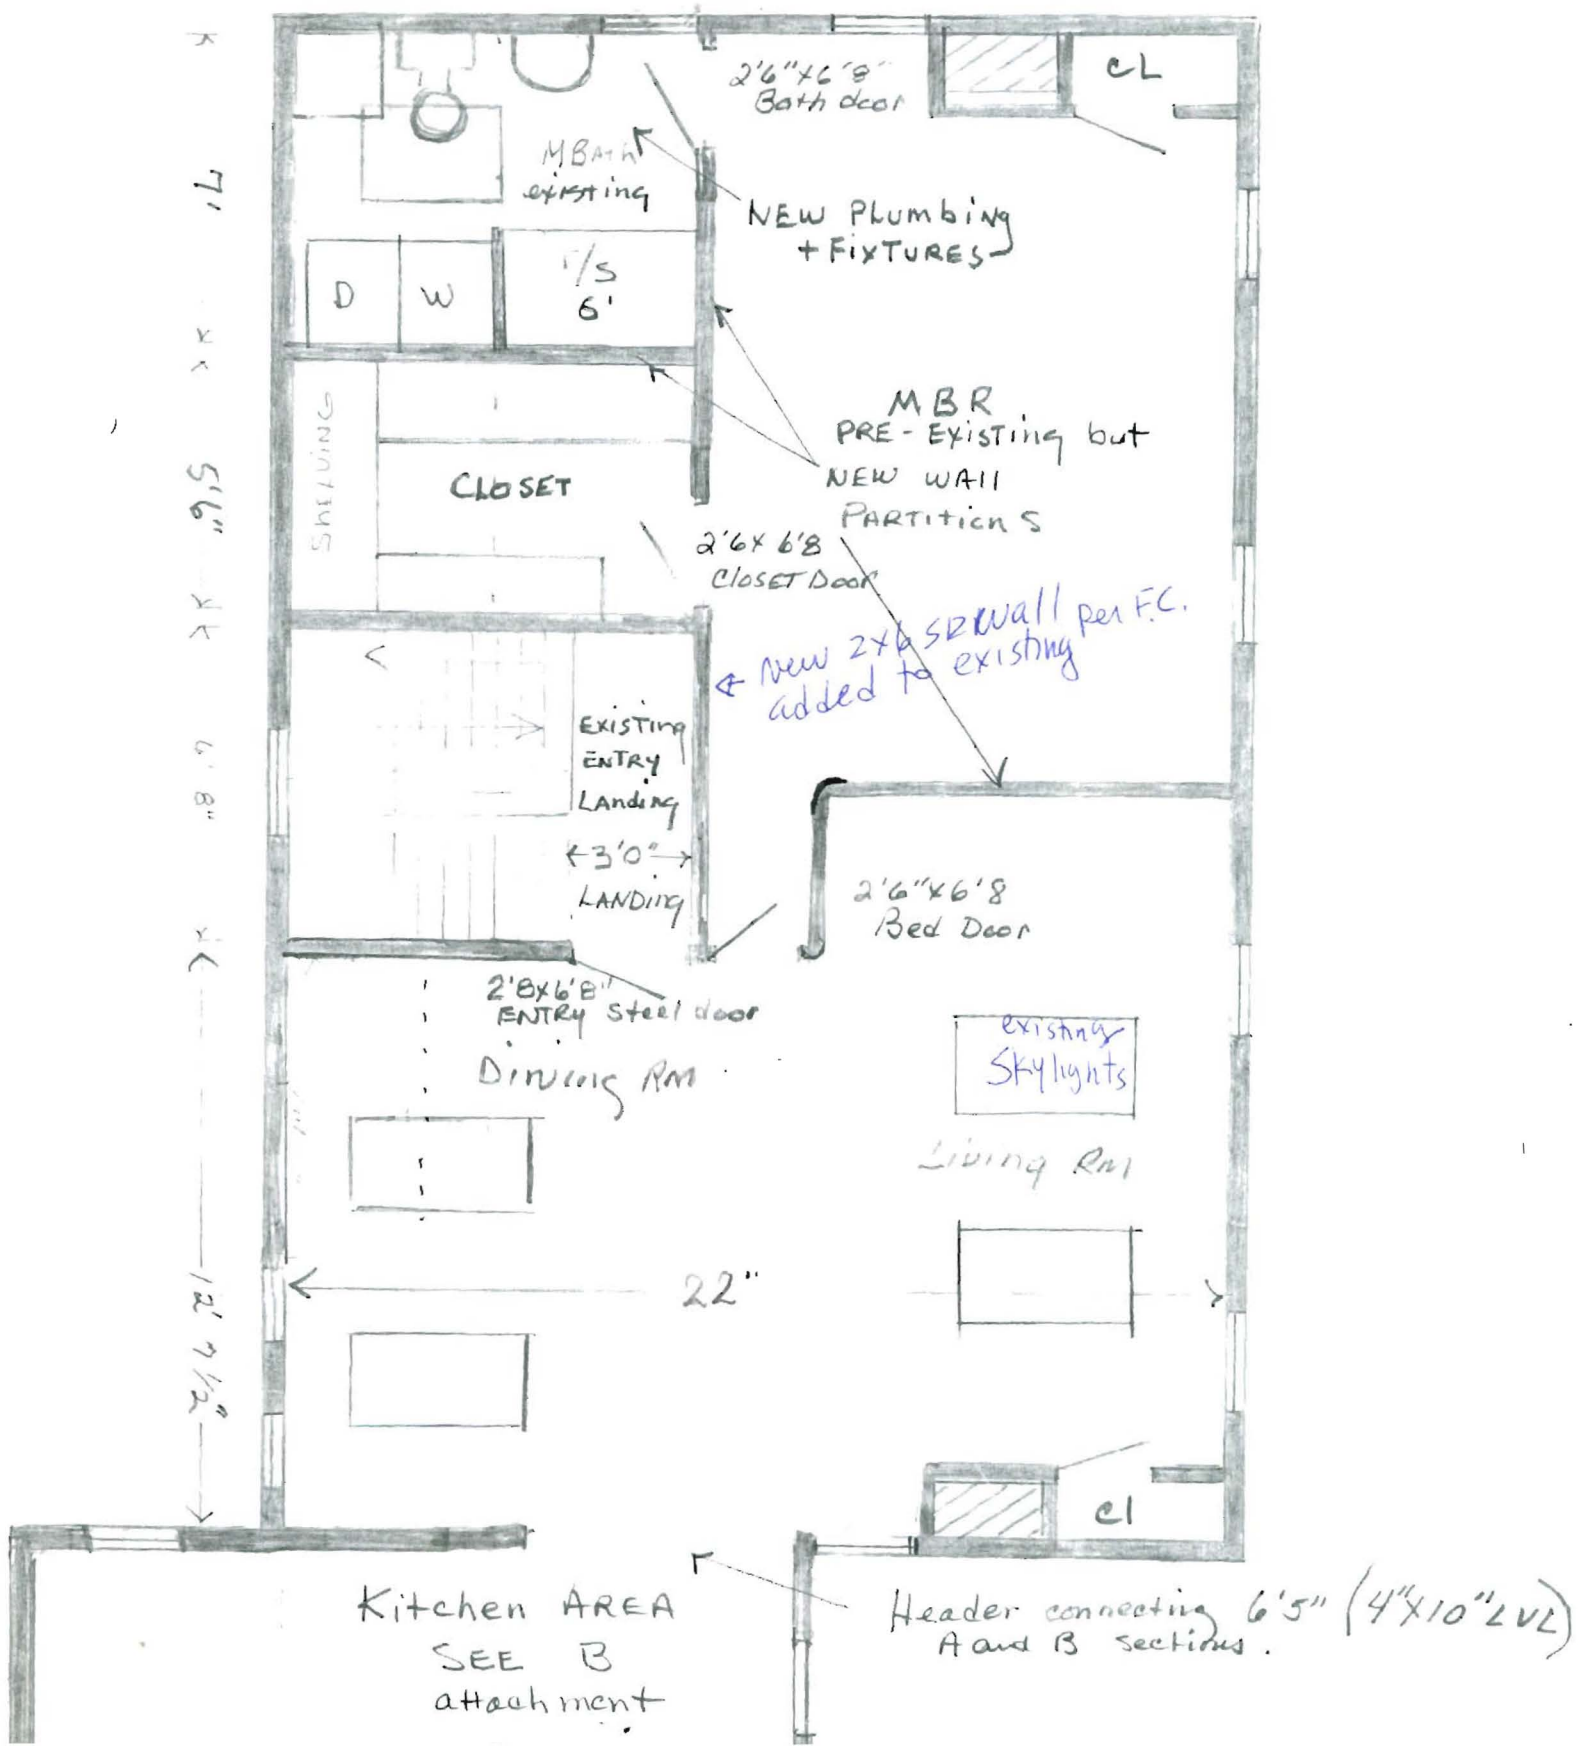 2'6"x6'8"
Bath door
CL
MBath
existing
7'
NEW Plumbing
+ FixTURES
D
W
T/S
6'
SHELVING
CLOSET
5'6"
MBR
PRE-Existing but
NEW WAll
PARTITIONS
2'6x6'8
ClOSET Door
New 2x6 wall per F.C.
added to existing
Existing
ENTRY
LAnding
6'8"
3'0"
LANDing
2'6"x6'8
Bed Door
2'8x6'8"
ENTRy Steel door
Dining RM
existing
Skylights
Living RM
22"
12' 7 1/2"
Cl
Kitchen AREA
SEE B
attachment
Header connecting 6'5" (4"x10" LVL)
A and B sections.